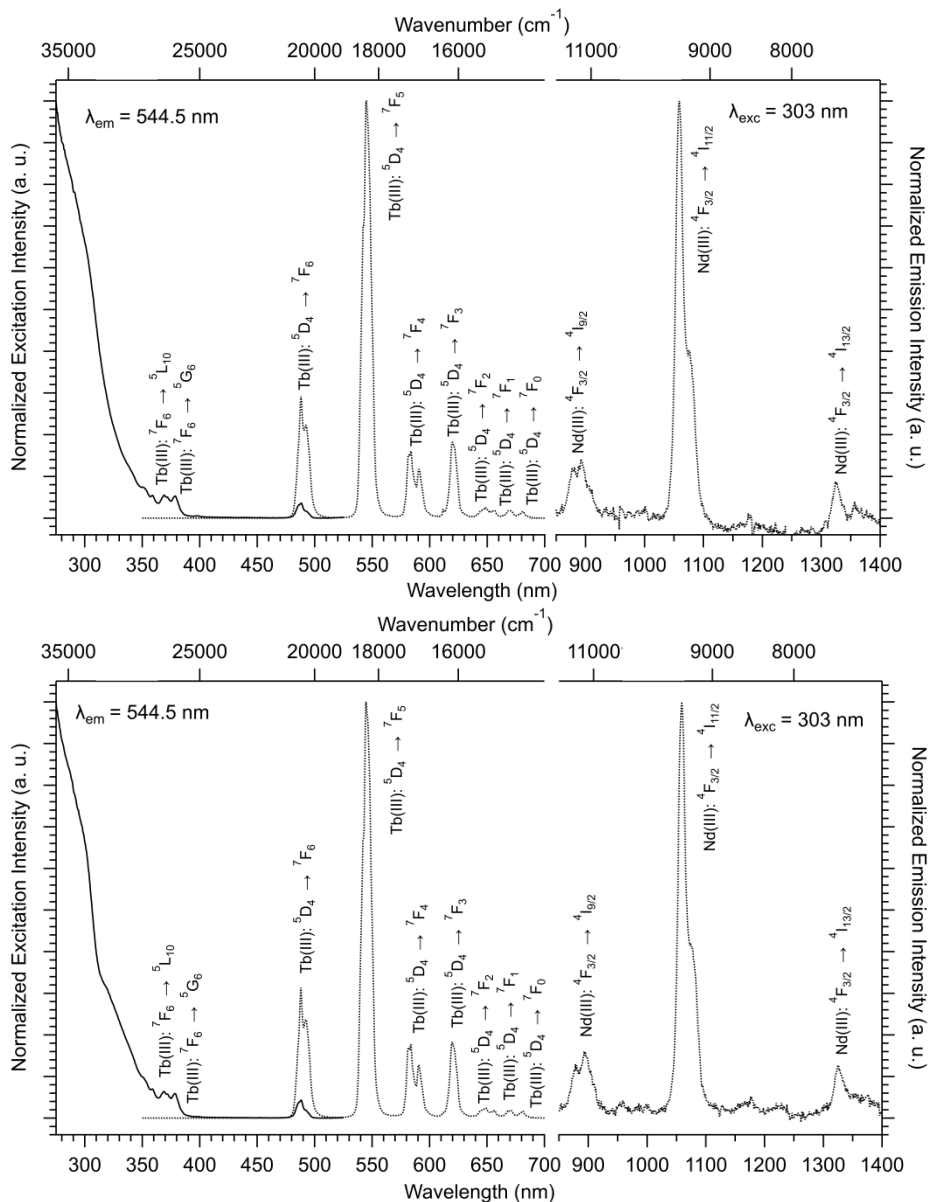 Wavenumber (cm⁻¹)
35000 26000 20000 18000 16000 11000 9000 8000
λem = 544.5 nm
λexc = 303 nm
Normalized Excitation Intensity (a. u.)
Tb(III): ⁷F₆ → ⁵L₁₀
Tb(III): ⁷F₆ → ⁵G₆
Tb(III): ⁵D₄ → ⁷F₆
Tb(III): ⁵D₄ → ⁷F₅
Tb(III): ⁵D₄ → ⁷F₄
Tb(III): ⁵D₄ → ⁷F₃
Tb(III): ⁵D₄ → ⁷F₂
Tb(III): ⁵D₄ → ⁷F₁
Tb(III): ⁵D₄ → ⁷F₀
Nd(III): ⁴F3/2 → ⁴I9/2
Nd(III): ⁴F3/2 → ⁴I11/2
Nd(III): ⁴F3/2 → ⁴I13/2
Normalized Emission Intensity (a. u.)
300 350 400 450 500 550 600 650 700 900 1000 1100 1200 1300 1400
Wavelength (nm)
Wavenumber (cm⁻¹)
35000 26000 20000 18000 16000 11000 9000 8000
λem = 544.5 nm
λexc = 303 nm
Normalized Excitation Intensity (a. u.)
Tb(III): ⁷F₆ → ⁵L₁₀
Tb(III): ⁷F₆ → ⁵G₆
Tb(III): ⁵D₄ → ⁷F₆
Tb(III): ⁵D₄ → ⁷F₅
Tb(III): ⁵D₄ → ⁷F₄
Tb(III): ⁵D₄ → ⁷F₃
Tb(III): ⁵D₄ → ⁷F₂
Tb(III): ⁵D₄ → ⁷F₁
Tb(III): ⁵D₄ → ⁷F₀
Nd(III): ⁴F3/2 → ⁴I9/2
Nd(III): ⁴F3/2 → ⁴I11/2
Nd(III): ⁴F3/2 → ⁴I13/2
Normalized Emission Intensity (a. u.)
300 350 400 450 500 550 600 650 700 900 1000 1100 1200 1300 1400
Wavelength (nm)